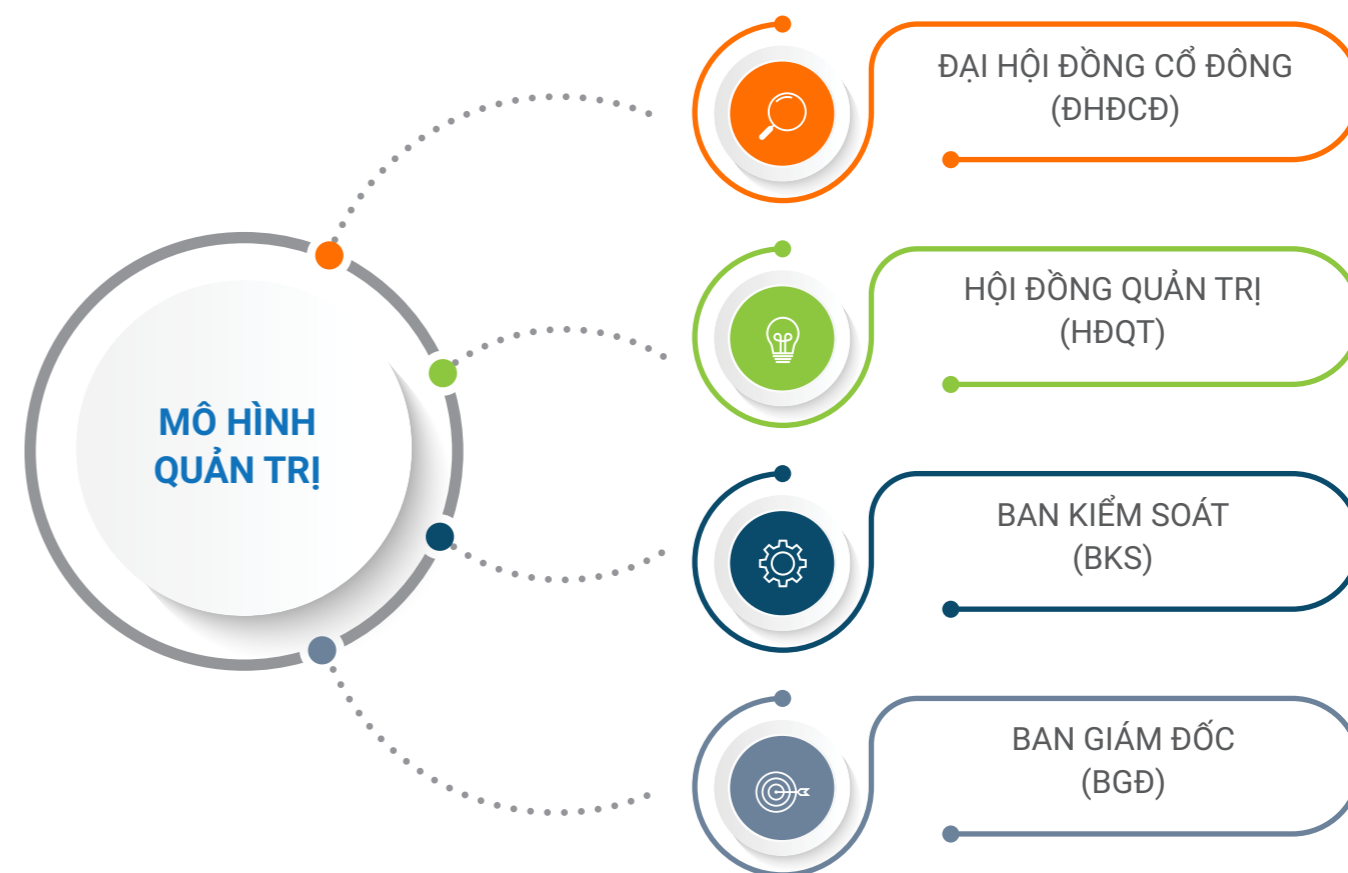 MÔ HÌNH
QUẢN TRỊ
ĐẠI HỘI ĐỒNG CỔ ĐÔNG
(ĐHĐCĐ)
HỘI ĐỒNG QUẢN TRỊ
(HĐQT)
BAN KIỂM SOÁT
(BKS)
BAN GIÁM ĐỐC
(BGĐ)